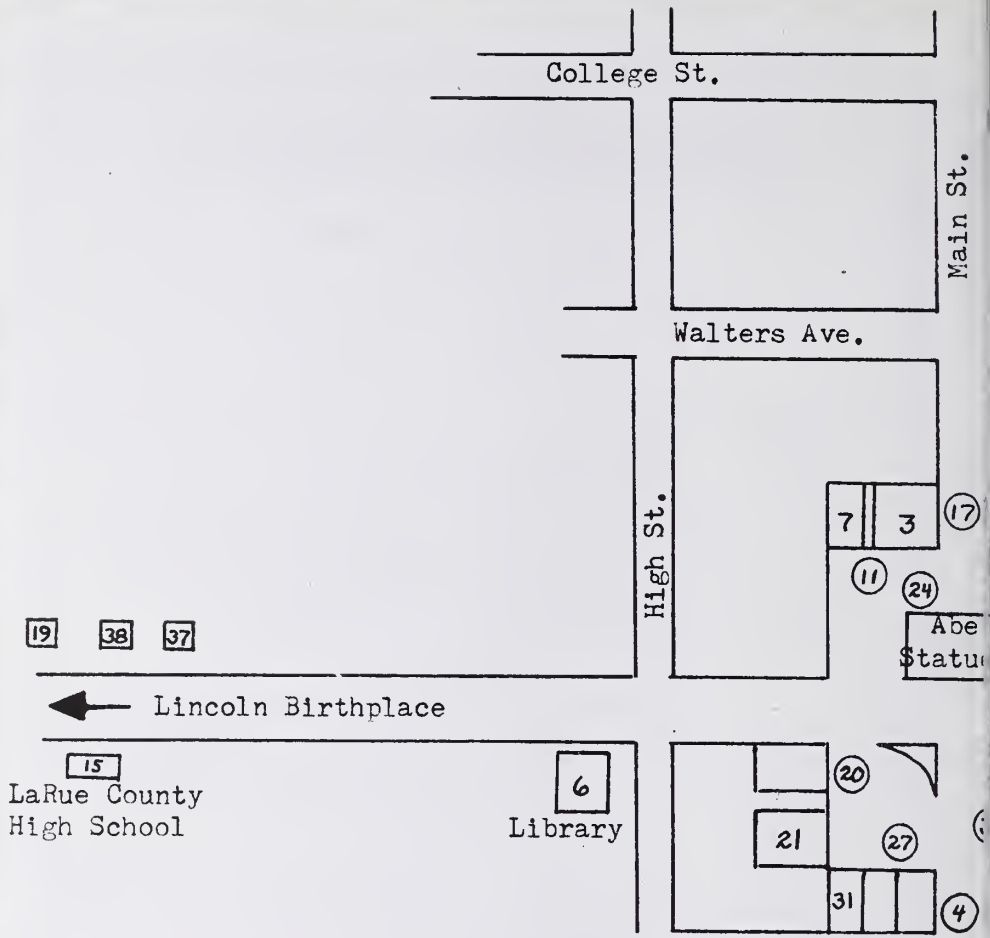 College St.
Main St.
Walters Ave.
High St.
7
3
17
11
24
Abe
19
38
37
Lincoln Birthplace
15
LaRue County
High School
6
Library
20
21
27
31
4